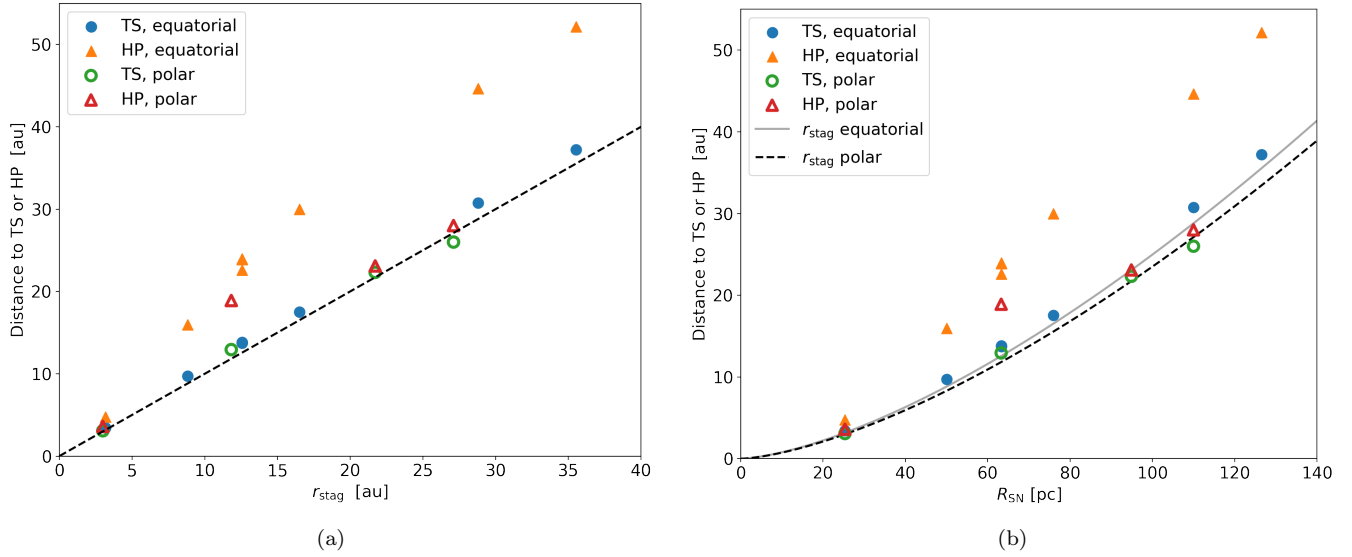 50
40
30
20
10
0
Distance to TS or HP [au]
TS, equatorial
HP, equatorial
TS, polar
HP, polar
0 5 10 15 20 25 30 35 40
r_stag [au]
(a)
50
40
30
20
10
0
Distance to TS or HP [au]
TS, equatorial
HP, equatorial
TS, polar
HP, polar
r_stag equatorial
r_stag polar
0 20 40 60 80 100 120 140
R_SN [pc]
(b)